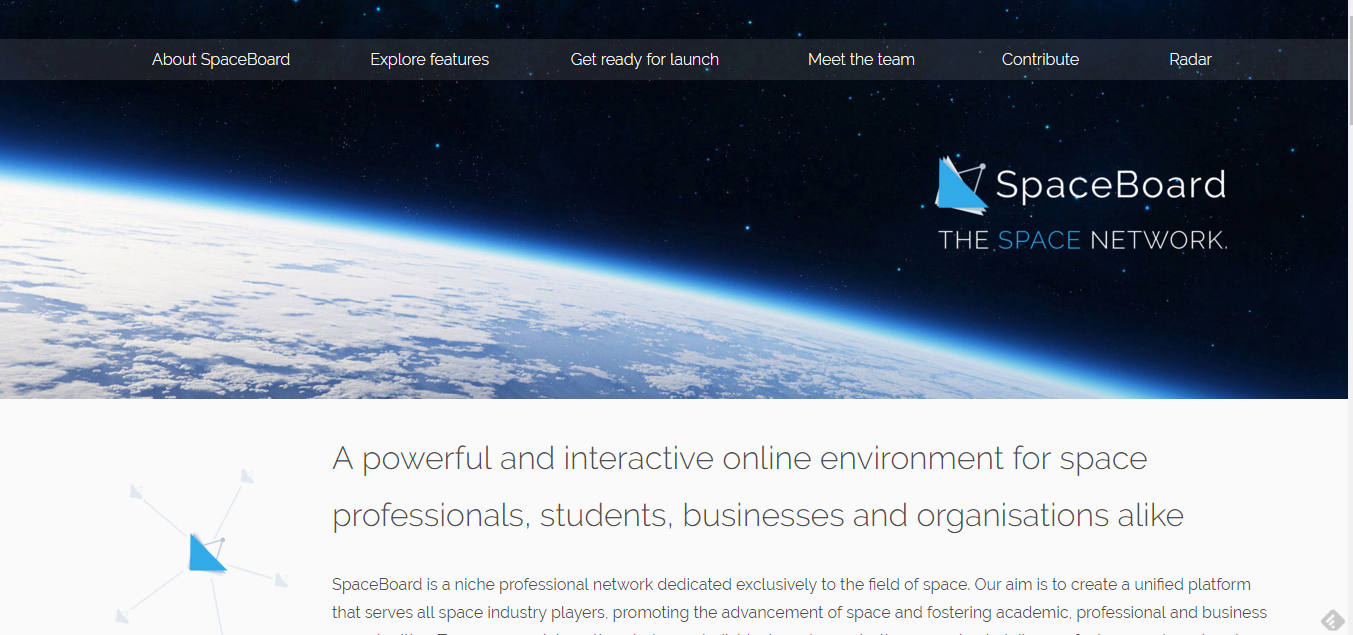 About SpaceBoard Explore features Get ready for launch Meet the team Contribute Radar
SpaceBoard
THE SPACE NETWORK.
A powerful and interactive online environment for space
professionals, students, businesses and organisations alike
SpaceBoard is a niche professional network dedicated exclusively to the field of space. Our aim is to create a unified platform
that serves all space industry players, promoting the advancement of space and fostering academic, professional and business